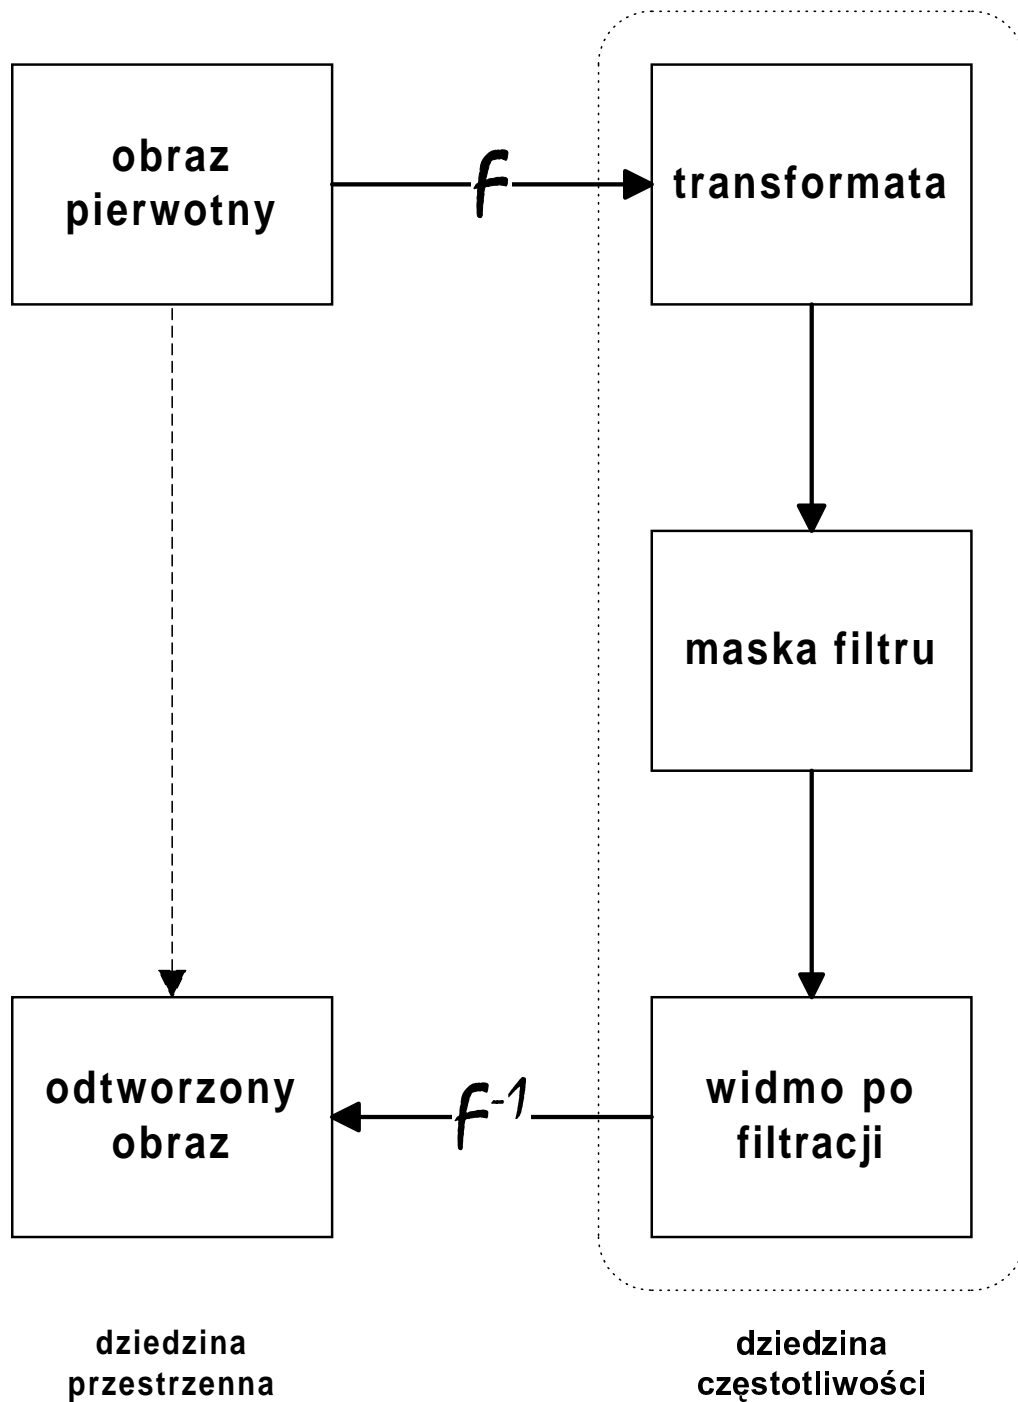 obraz
pierwotny
F
transformata
maska filtru
odtworzony
obraz
F-1
widmo po
filtracji
dziedzina
przestrzenna
dziedzina
częstotliwości